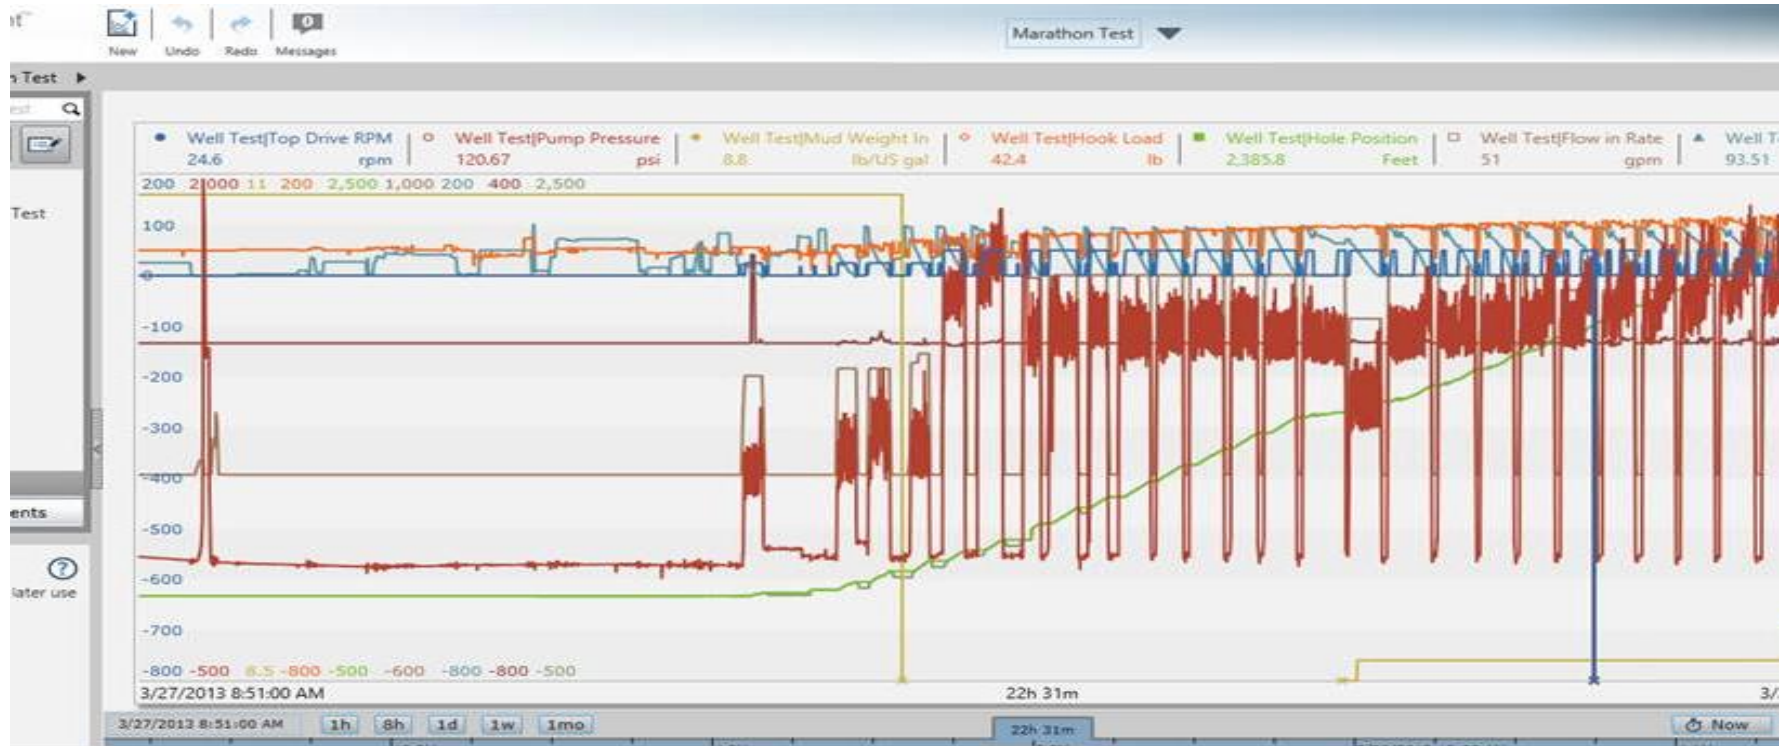 New Undo Redo Messages
Marathon Test
Test
Well Test|Top Drive RPM
24.6 rpm
Well Test|Pump Pressure
120.67 psi
Well Test|Mud Weight In
8.8 lb/US gal
Well Test|Hook Load
42.4 lb
Well Test|Hole Position
2,385.8 Feet
Well Test|Flow in Rate
51 gpm
Well T
93.51
200 2,000 11 200 2,500 1,000 200 400 2,500
Test
100
0
-100
-200
-300
-400
-500
-600
-700
-800 -500 8.5 -800 -500 -600 -800 -800 -500
ents
later use
3/27/2013 8:51:00 AM 22h 31m 3/
3/27/2013 8:51:00 AM 1h 8h 1d 1w 1mo 22h 31m Now